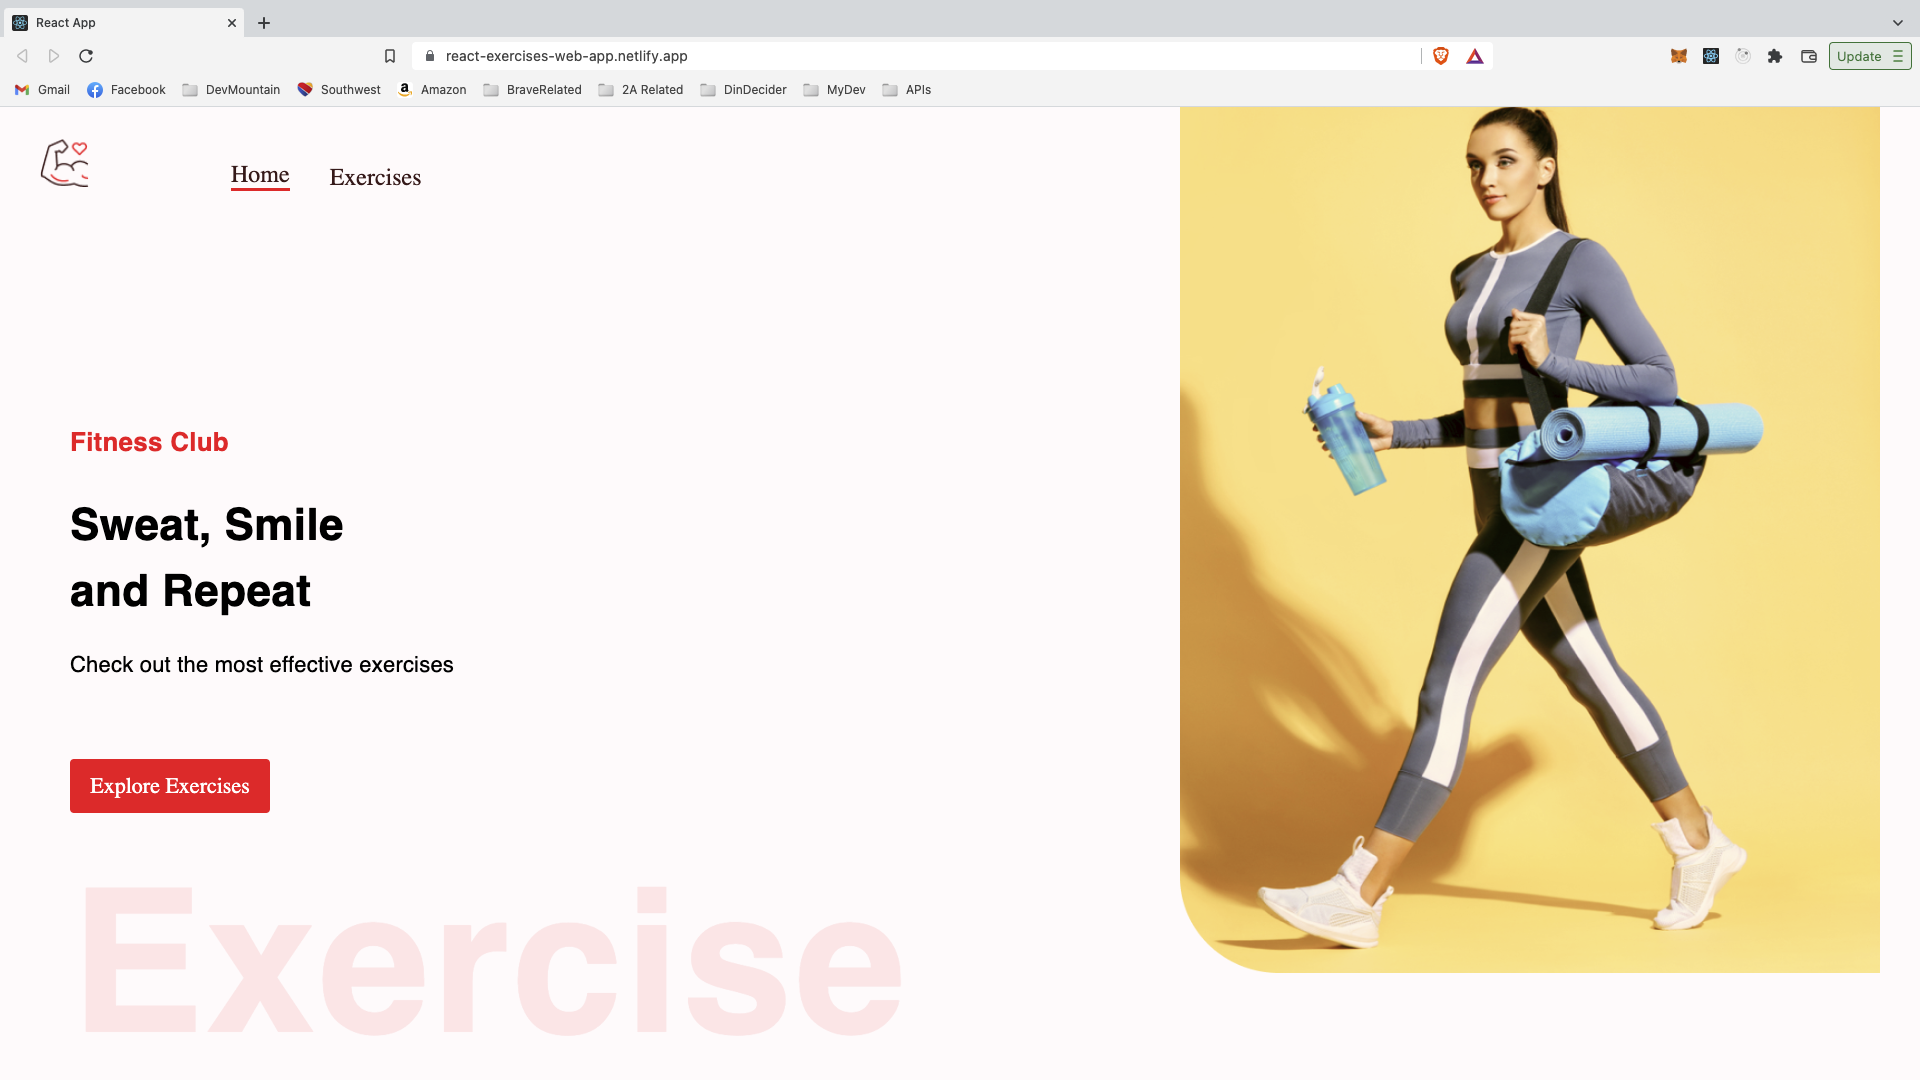 React App
react-exercises-web-app.netlify.app
Update
Gmail Facebook DevMountain Southwest Amazon BraveRelated 2A Related DinDecider MyDev APIs
Home Exercises
Fitness Club
Sweat, Smile
and Repeat
Check out the most effective exercises
Explore Exercises
Exercise